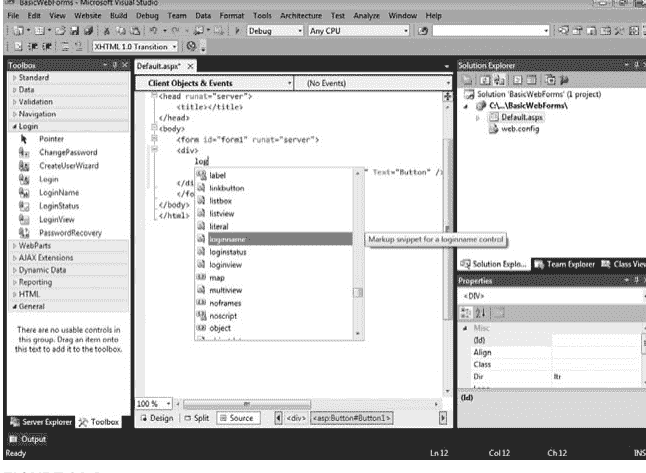 BasicWebForms - Microsoft Visual Studio
File Edit View Website Build Debug Team Data Format Tools Architecture Test Analyze Window Help
Debug Any CPU
XHTML 1.0 Transition
Toolbox
Standard
Data
Validation
Navigation
Login
Pointer
ChangePassword
CreateUserWizard
Login
LoginName
LoginStatus
LoginView
PasswordRecovery
WebParts
AJAX Extensions
Dynamic Data
Reporting
HTML
General
There are no usable controls in
this group. Drag an item onto
this text to add it to the toolbox.
Server Explorer Toolbox
Default.aspx*
Client Objects & Events (No Events)
<head runat="server">
<title></title>
</head>
<body>
<form id="form1" runat="server">
<div>
log
" Text="Button" />
</di
</fo
</body>
</html>
label
linkbutton
listbox
listview
literal
loginname
loginstatus
loginview
map
multiview
noframes
noscript
object
Markup snippet for a loginname control
100 %
Design Split Source <div> <asp:Button#Button1>
Solution Explorer
Solution 'BasicWebForms' (1 project)
C:\...\BasicWebForms\
Default.aspx
web.config
Solution Explo... Team Explorer Class View
Properties
<DIV>
Misc
(Id)
Align
Class
Dir ltr
(Id)
Output
Ready Ln 12 Col 12 Ch 12 INS